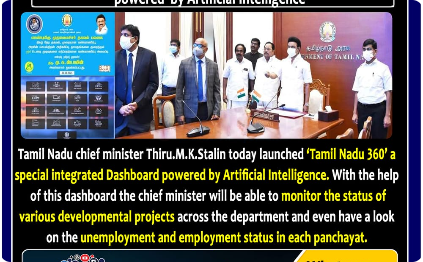 powered by Artificial Intelligence
தமிழ்நாடு அரசு
Tamil Nadu chief minister Thiru.M.K.Stalin today launched ‘Tamil Nadu 360’ a
special integrated Dashboard powered by Artificial Intelligence. With the help
of this dashboard the chief minister will be able to monitor the status of
various developmental projects across the department and even have a look
on the unemployment and employment status in each panchayat.